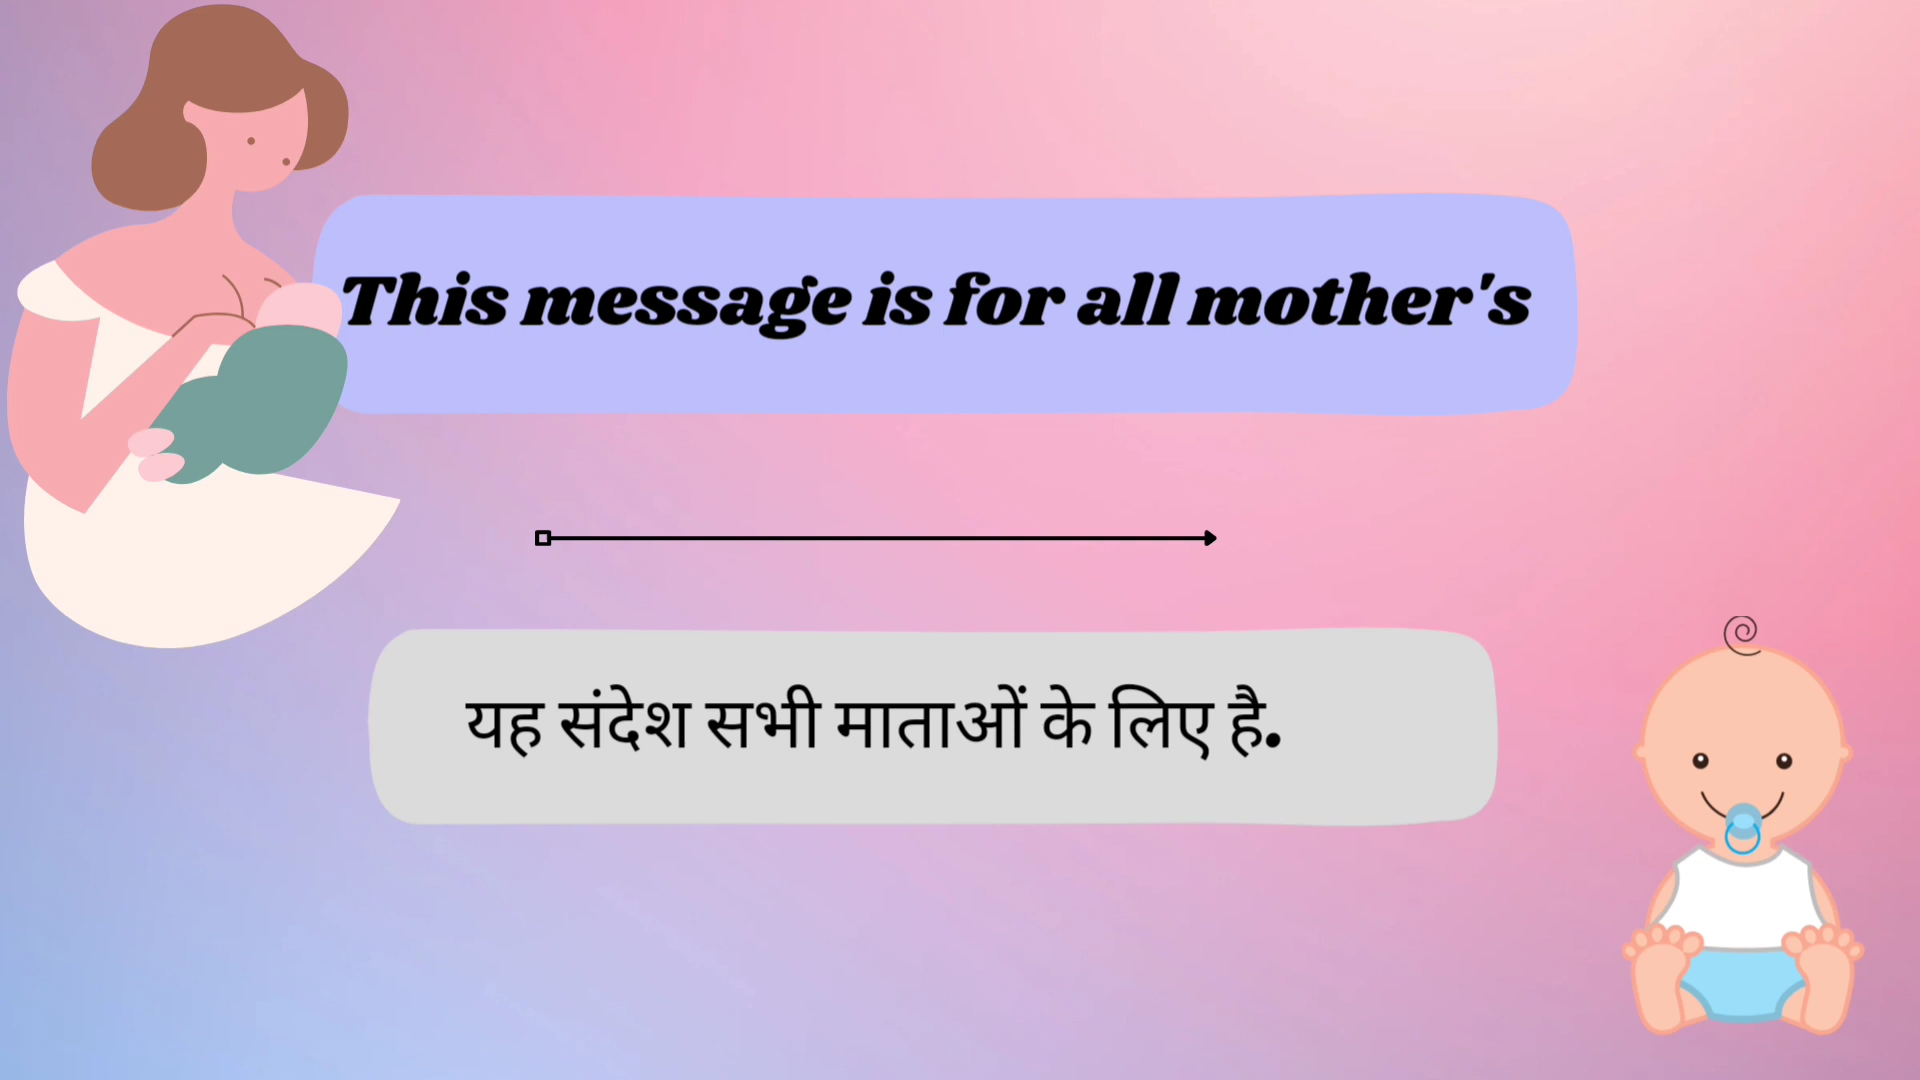 This message is for all mother's
यह संदेश सभी माताओं के लिए है.